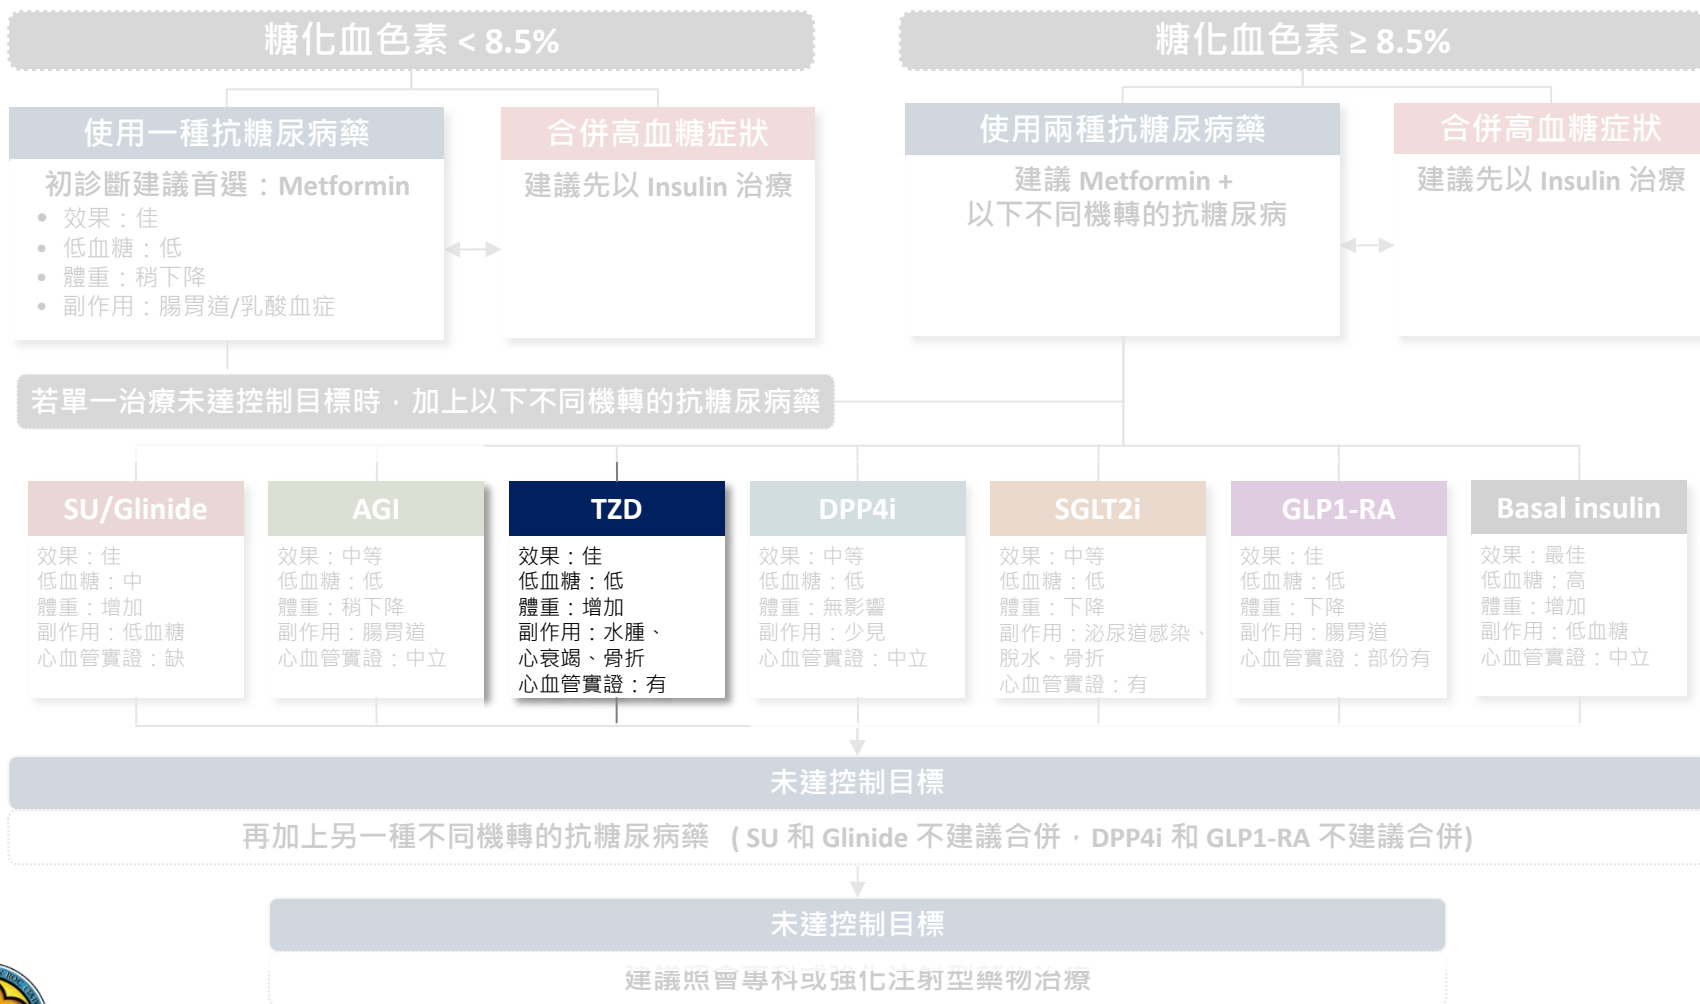 糖化血色素 < 8.5%
糖化血色素 ≥ 8.5%
使用一種抗糖尿病藥
初診斷建議首選：Metformin
• 效果：佳
• 低血糖：低
• 體重：稍下降
• 副作用：腸胃道/乳酸血症
合併高血糖症狀
建議先以 Insulin 治療
使用兩種抗糖尿病藥
建議 Metformin +
以下不同機轉的抗糖尿病
合併高血糖症狀
建議先以 Insulin 治療
若單一治療未達控制目標時，加上以下不同機轉的抗糖尿病藥
SU/Glinide
效果：佳
低血糖：中
體重：增加
副作用：低血糖
心血管實證：缺
AGI
效果：中等
低血糖：低
體重：稍下降
副作用：腸胃道
心血管實證：中立
TZD
效果：佳
低血糖：低
體重：增加
副作用：水腫、
心衰竭、骨折
心血管實證：有
DPP4i
效果：中等
低血糖：低
體重：無影響
副作用：少見
心血管實證：中立
SGLT2i
效果：中等
低血糖：低
體重：下降
副作用：泌尿道感染、
脫水、骨折
心血管實證：有
GLP1-RA
效果：佳
低血糖：低
體重：下降
副作用：腸胃道
心血管實證：部份有
Basal insulin
效果：最佳
低血糖：高
體重：增加
副作用：低血糖
心血管實證：中立
未達控制目標
再加上另一種不同機轉的抗糖尿病藥 ( SU 和 Glinide 不建議合併，DPP4i 和 GLP1-RA 不建議合併)
未達控制目標
建議照會專科或強化注射型藥物治療